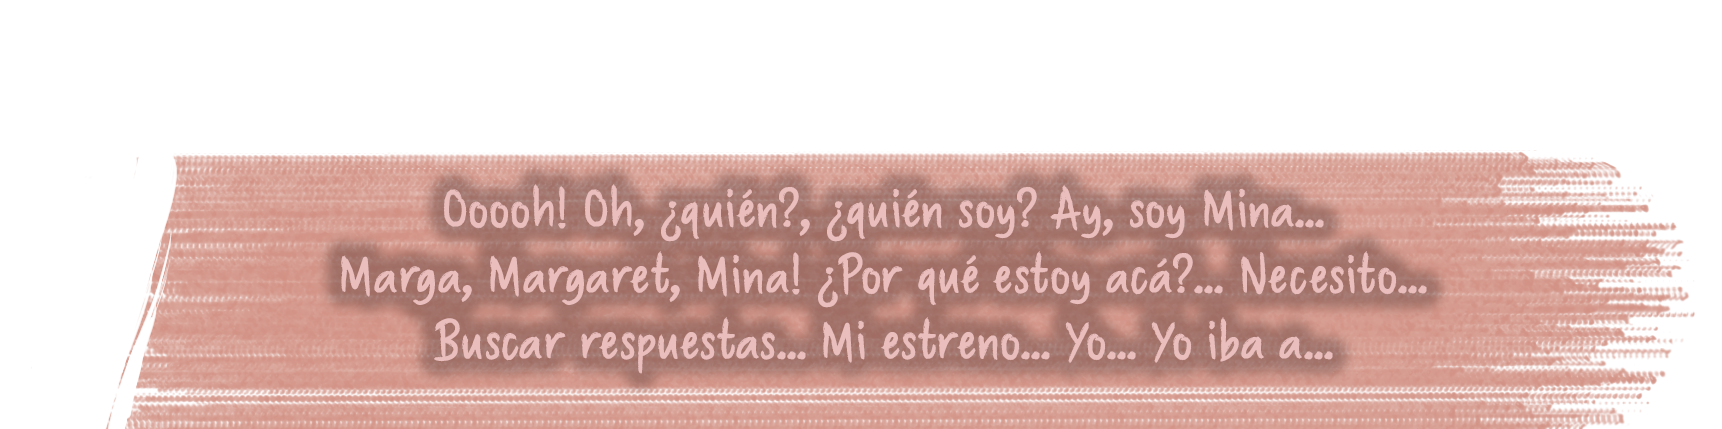 Ooooh! Oh, ¿quién?, ¿quién soy? Ay, soy Mina...
Marga, Margaret, Mina! ¿Por qué estoy acá?... Necesito...
Buscar respuestas... Mi estreno... Yo... Yo iba a...